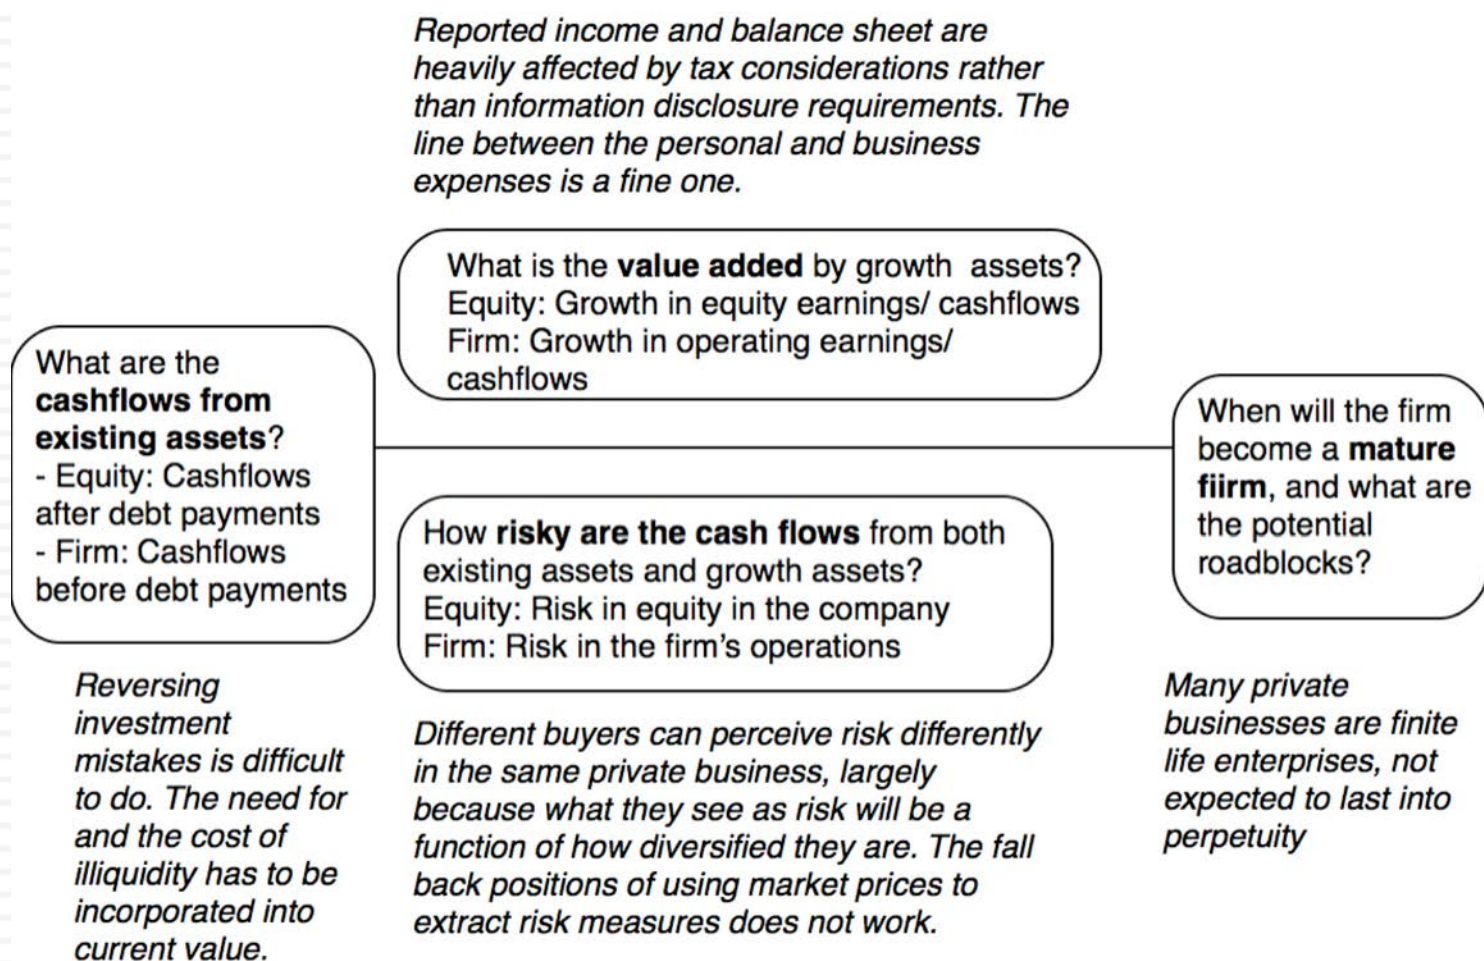 Reported income and balance sheet are
heavily affected by tax considerations rather
than information disclosure requirements. The
line between the personal and business
expenses is a fine one.
What is the value added by growth assets?
Equity: Growth in equity earnings/ cashflows
Firm: Growth in operating earnings/
cashflows
What are the
cashflows from
existing assets?
- Equity: Cashflows
after debt payments
- Firm: Cashflows
before debt payments
How risky are the cash flows from both
existing assets and growth assets?
Equity: Risk in equity in the company
Firm: Risk in the firm's operations
When will the firm
become a mature
fiirm, and what are
the potential
roadblocks?
Reversing
investment
mistakes is difficult
to do. The need for
and the cost of
illiquidity has to be
incorporated into
current value.
Different buyers can perceive risk differently
in the same private business, largely
because what they see as risk will be a
function of how diversified they are. The fall
back positions of using market prices to
extract risk measures does not work.
Many private
businesses are finite
life enterprises, not
expected to last into
perpetuity